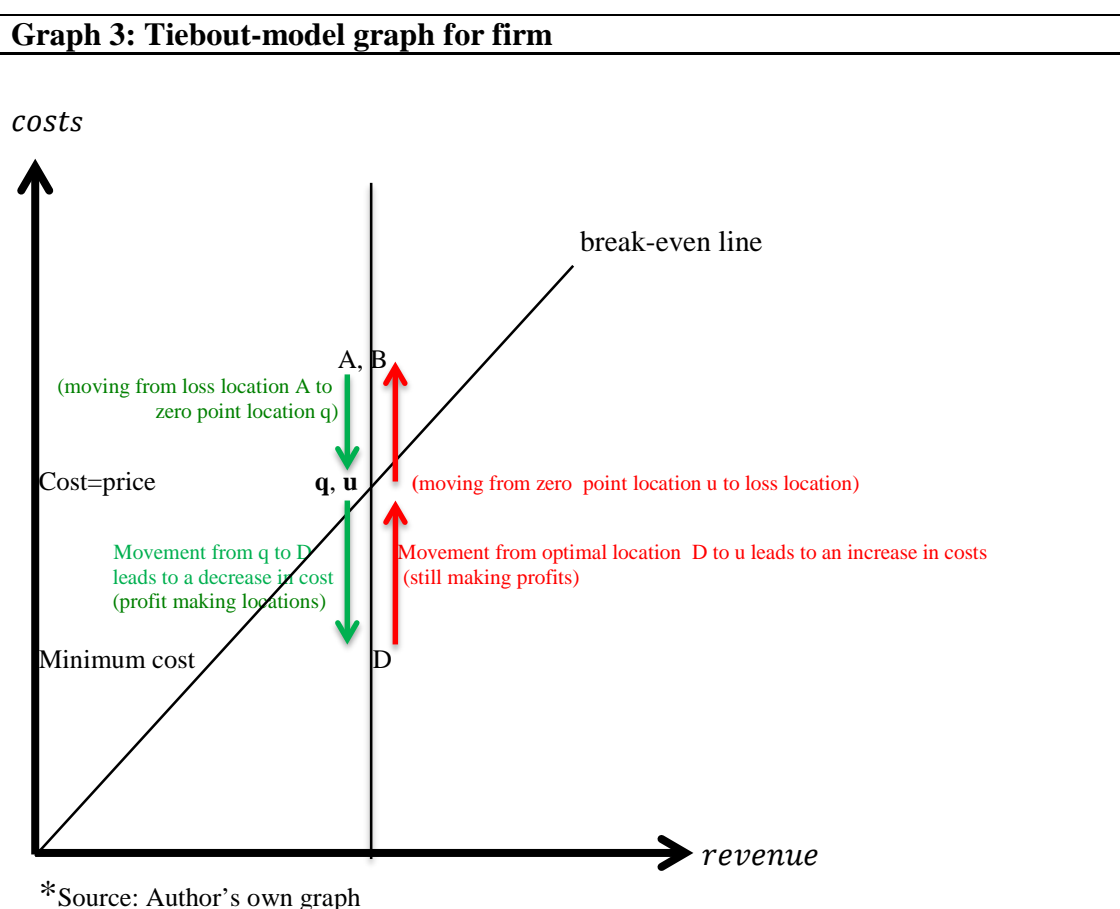 Graph 3: Tiebout-model graph for firm
costs
break-even line
A, B
(moving from loss location A to
zero point location q)
Cost=price
q, u
(moving from zero point location u to loss location)
Movement from q to D
leads to a decrease in cost
(profit making locations)
Movement from optimal location D to u leads to an increase in costs
(still making profits)
Minimum cost
D
revenue
*Source: Author's own graph